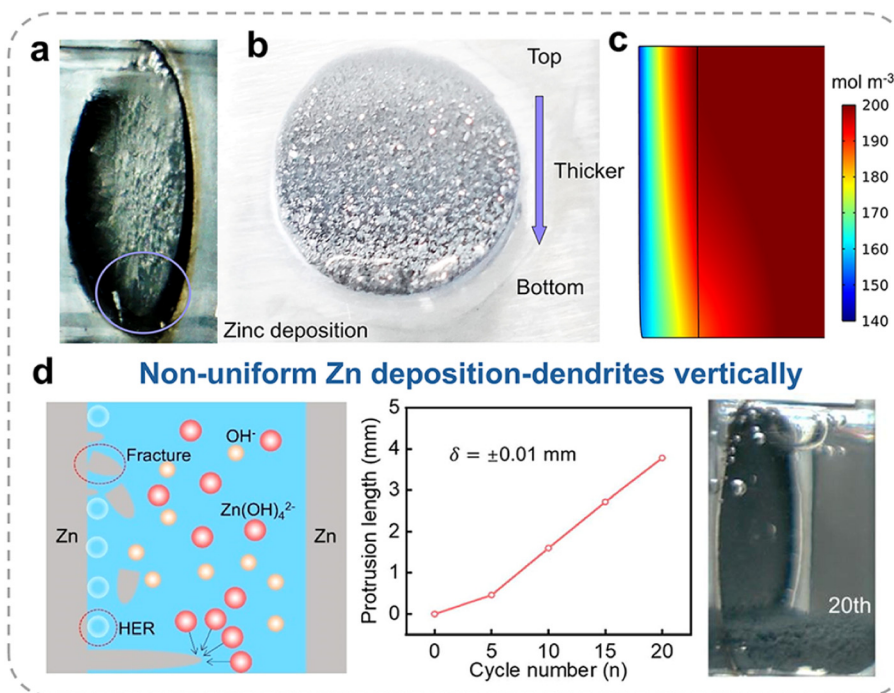 a
b
c
Top
Thicker
Bottom
Zinc deposition
mol m⁻³
200
190
180
170
160
150
140
d
Non-uniform Zn deposition-dendrites vertically
Zn
Fracture
OH⁻
Zn(OH)₄²⁻
HER
Zn
Protrusion length (mm)
5
4
3
2
1
0
δ = ±0.01 mm
0 5 10 15 20
Cycle number (n)
20th